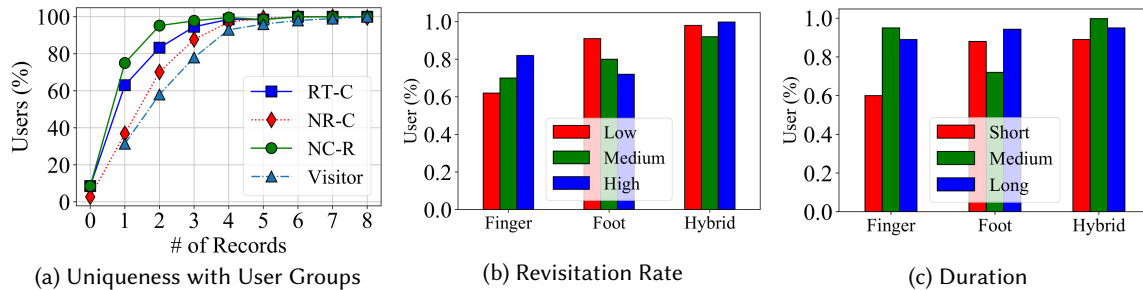 100
80
60
40
20
0
Users (%)
RT-C
NR-C
NC-R
Visitor
0 1 2 3 4 5 6 7 8
# of Records
(a) Uniqueness with User Groups
1.0
0.8
0.6
0.4
0.2
0.0
User (%)
Low
Medium
High
Finger Foot Hybrid
(b) Revisitation Rate
1.0
0.8
0.6
0.4
0.2
0.0
User (%)
Short
Medium
Long
Finger Foot Hybrid
(c) Duration